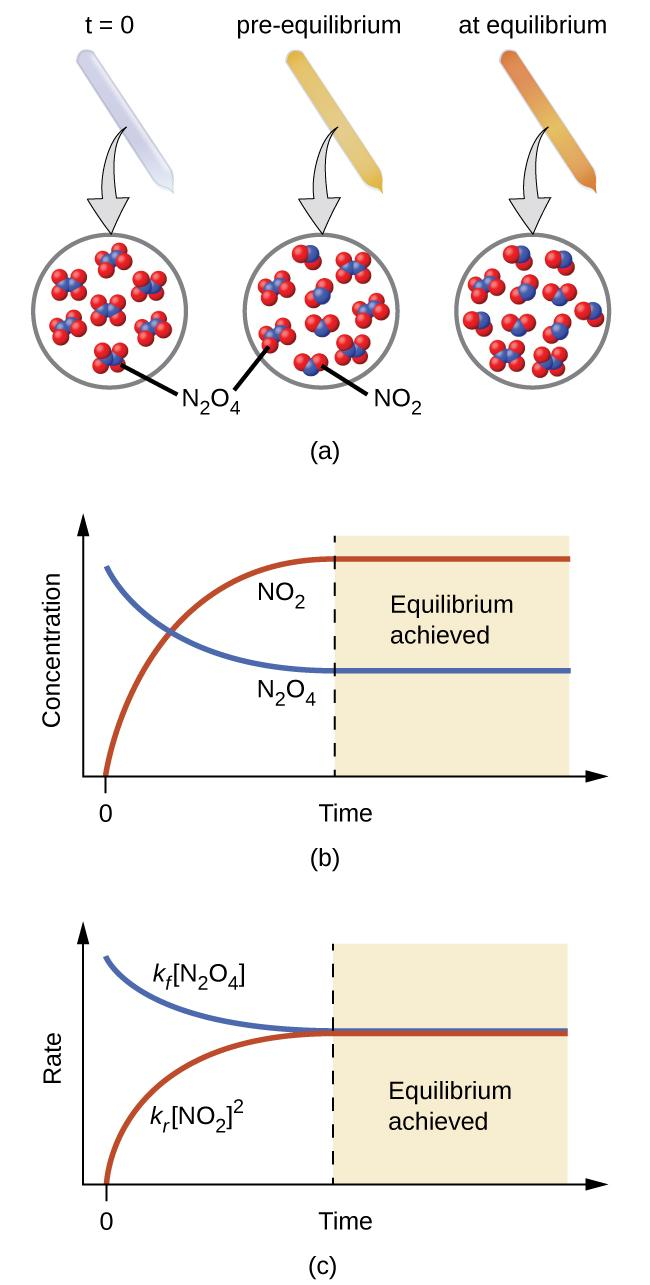 t = 0 pre-equilibrium at equilibrium
N₂O₄ NO₂
(a)
Concentration
NO₂
Equilibrium
achieved
N₂O₄
0 Time
(b)
Rate
k𝑓[N₂O₄]
Equilibrium
achieved
kᵣ[NO₂]²
0 Time
(c)